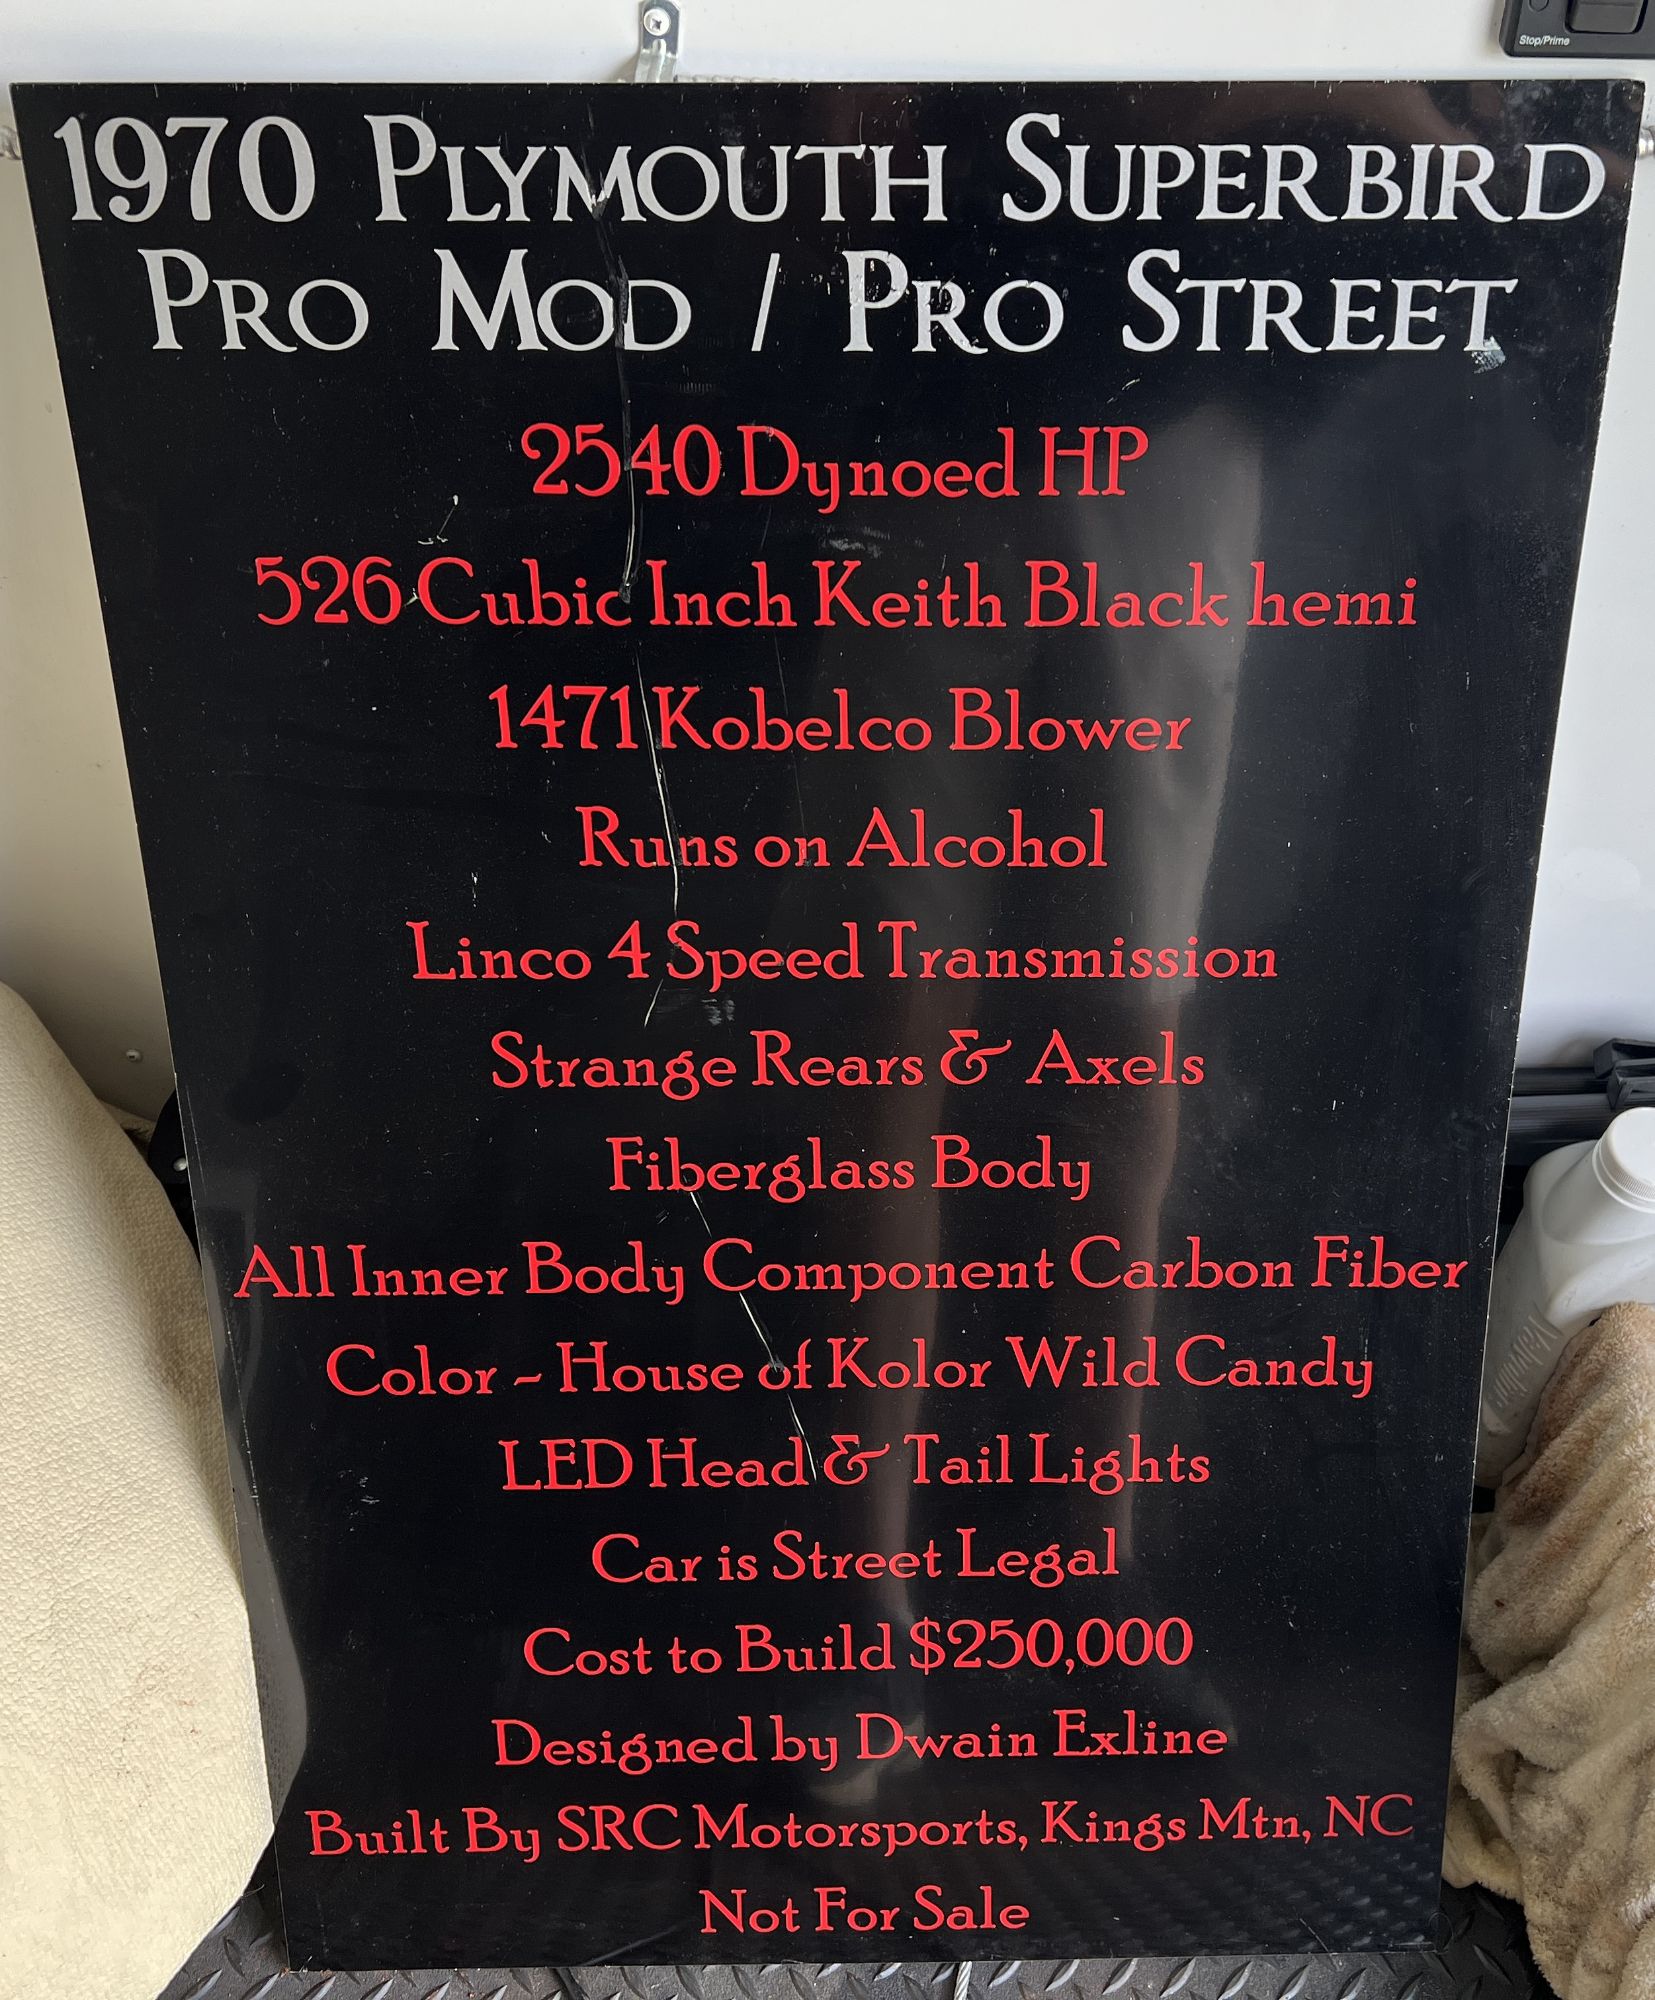 Stop/Prime
1970 Plymouth Superbird
Pro Mod / Pro Street
2540 Dynoed HP
526 Cubic Inch Keith Black hemi
1471 Kobelco Blower
Runs on Alcohol
Linco 4 Speed Transmission
Strange Rears & Axels
Fiberglass Body
All Inner Body Component Carbon Fiber
Color ~ House of Kolor Wild Candy
LED Head & Tail Lights
Car is Street Legal
Cost to Build $250,000
Designed by Dwain Exline
Built By SRC Motorsports, Kings Mtn, NC
Not For Sale